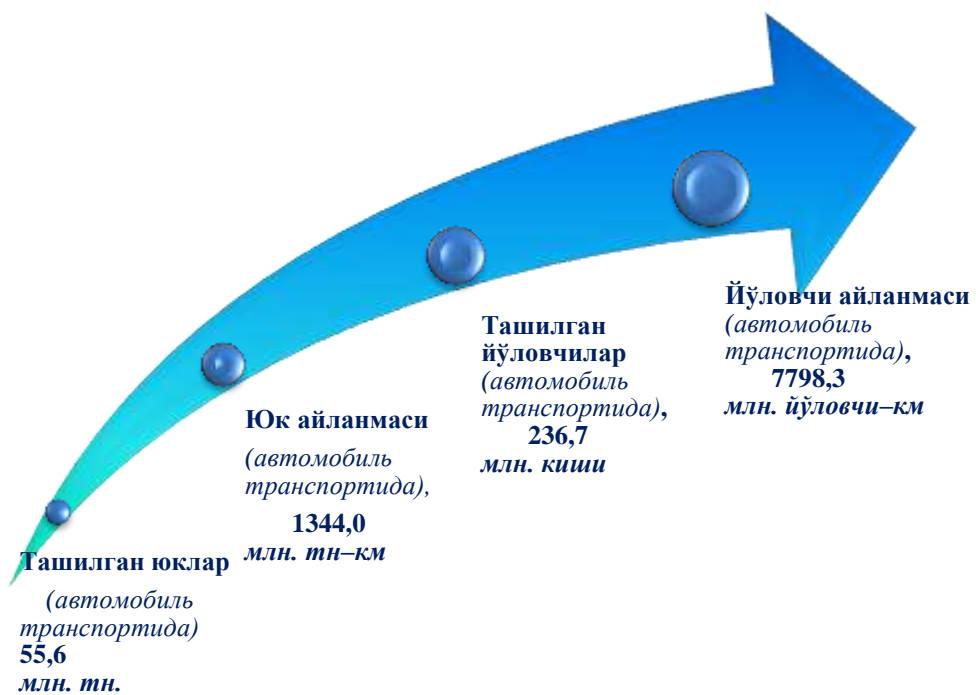 Ташилган юклар
(автомобиль
транспортида)
55,6
млн. тн.
Юк айланмаси
(автомобиль
транспортида),
1344,0
млн. тн–км
Ташилган
йўловчилар
(автомобиль
транспортида),
236,7
млн. киши
Йўловчи айланмаси
(автомобиль
транспортида),
7798,3
млн. йўловчи–км